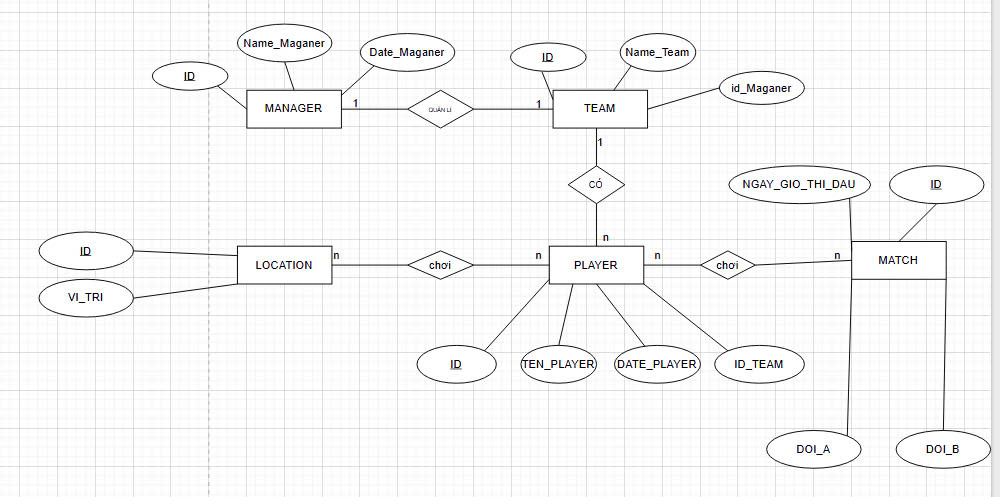 Name_Maganer
Date_Maganer
ID
ID
Name_Team
id_Maganer
MANAGER
1
QUẢN LÍ
1
TEAM
1
CÓ
n
NGAY_GIO_THI_DAU
ID
ID
VI_TRI
LOCATION
n
chơi
n
PLAYER
n
chơi
n
MATCH
ID
TEN_PLAYER
DATE_PLAYER
ID_TEAM
DOI_A
DOI_B